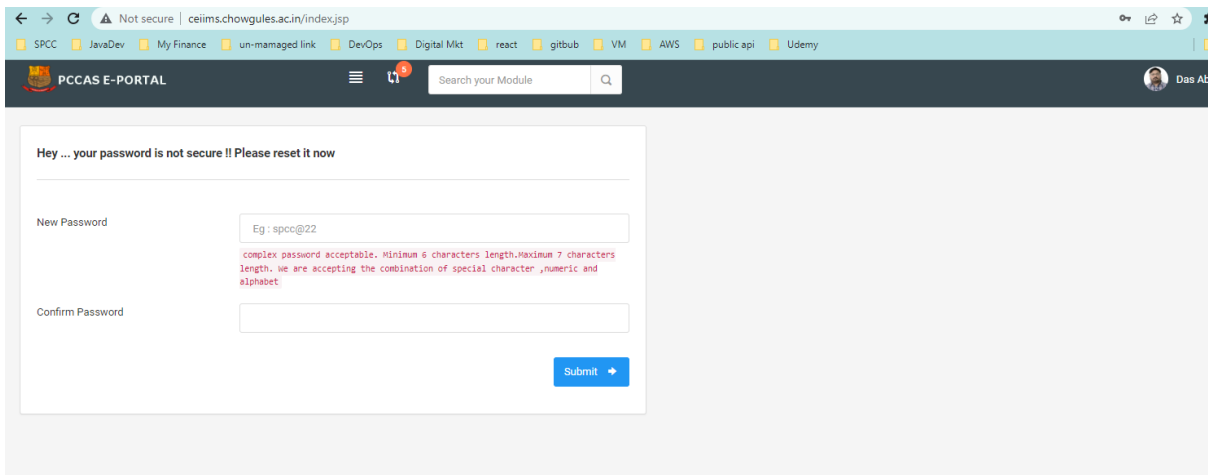 Not secure | ceiims.chowgules.ac.in/index.jsp
SPCC JavaDev My Finance un-mamaged link DevOps Digital Mkt react gitbub VM AWS public api Udemy
PCCAS E-PORTAL 5 Search your Module Das Ab
Hey ... your password is not secure !! Please reset it now
New Password
Eg : spcc@22
complex password acceptable. Minimum 6 characters length.Maximum 7 characters
length. We are accepting the combination of special character ,numeric and
alphabet
Confirm Password
Submit